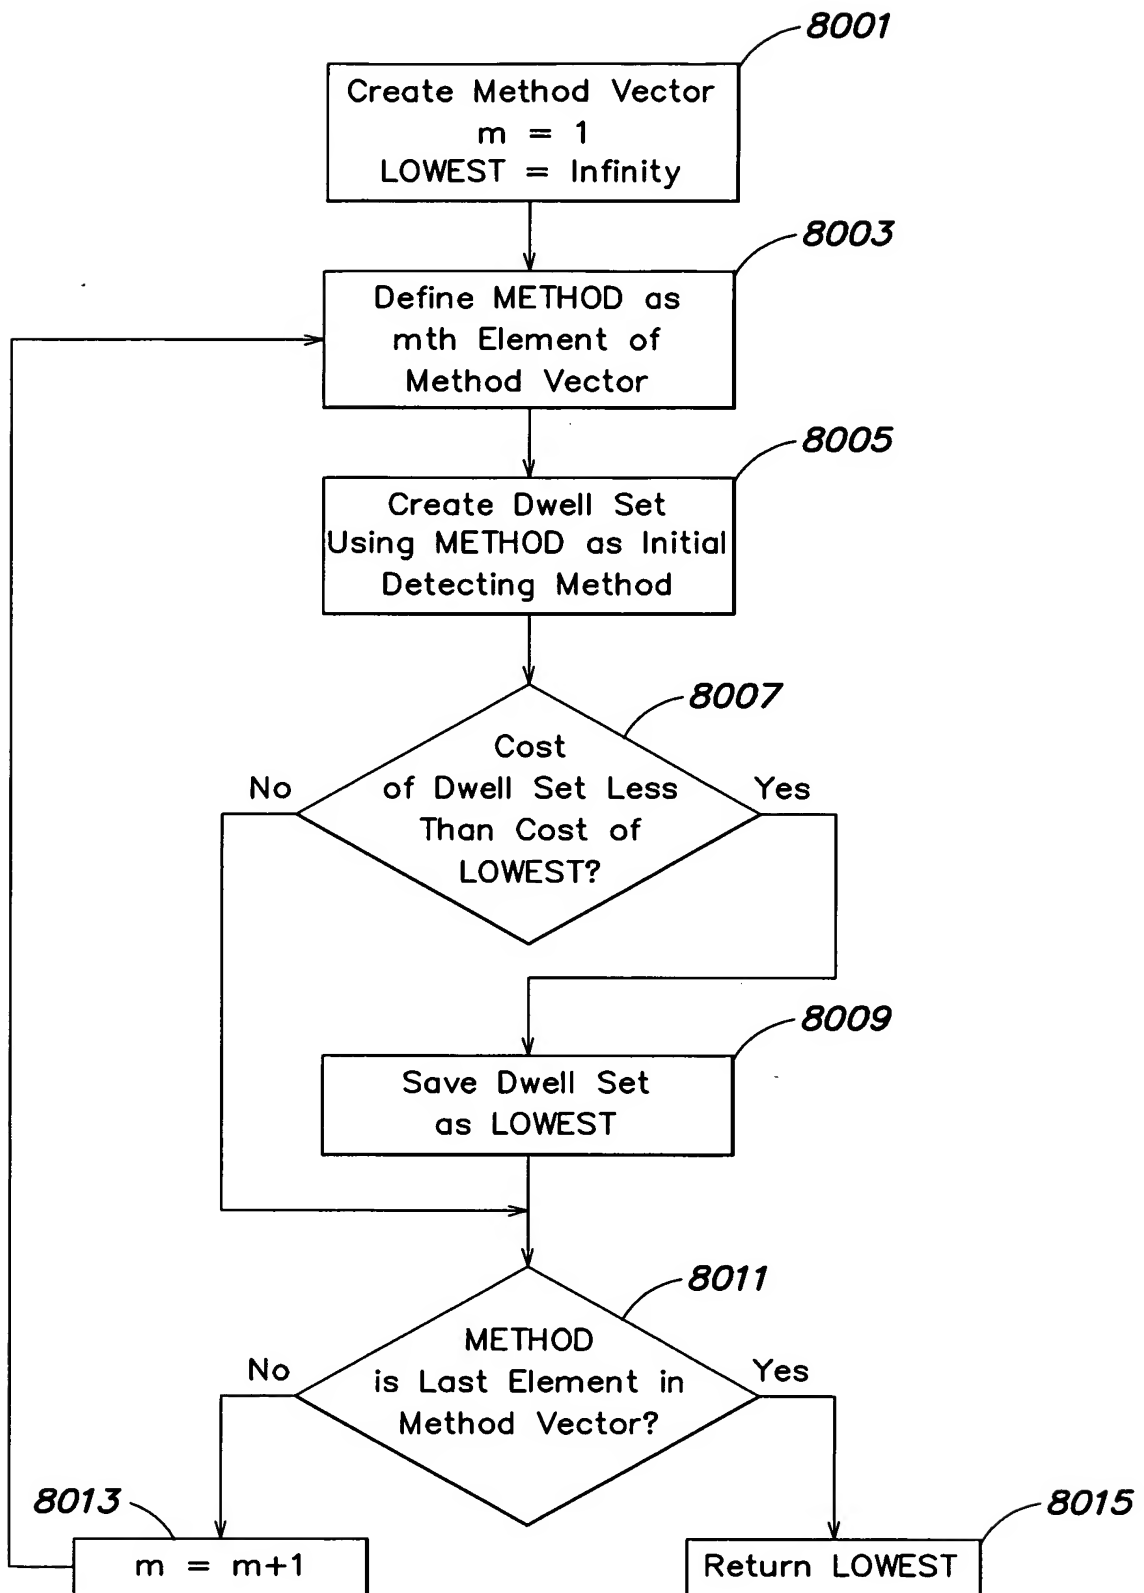 8001
Create Method Vector
m = 1
LOWEST = Infinity
8003
Define METHOD as
mth Element of
Method Vector
8005
Create Dwell Set
Using METHOD as Initial
Detecting Method
8007
Cost
of Dwell Set Less
Than Cost of
LOWEST?
No
Yes
8009
Save Dwell Set
as LOWEST
8011
METHOD
is Last Element in
Method Vector?
No
Yes
8013
m = m+1
8015
Return LOWEST